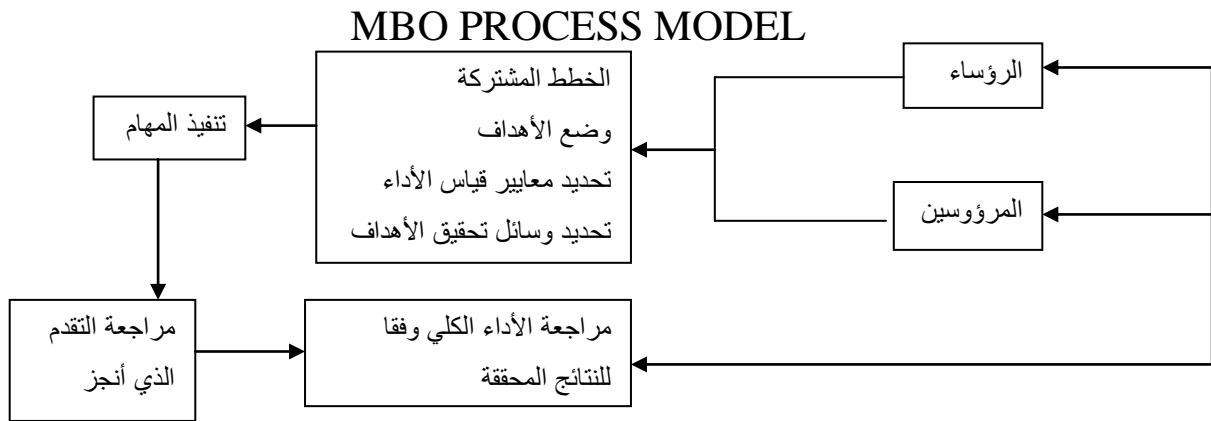 MBO PROCESS MODEL
الرؤساء
المرؤوسين
الخطط المشتركة
وضع الأهداف
تحديد معايير قياس الأداء
تحديد وسائل تحقيق الأهداف
تنفيذ المهام
مراجعة التقدم
الذي أنجز
مراجعة الأداء الكلي وفقا
للنتائج المحققة